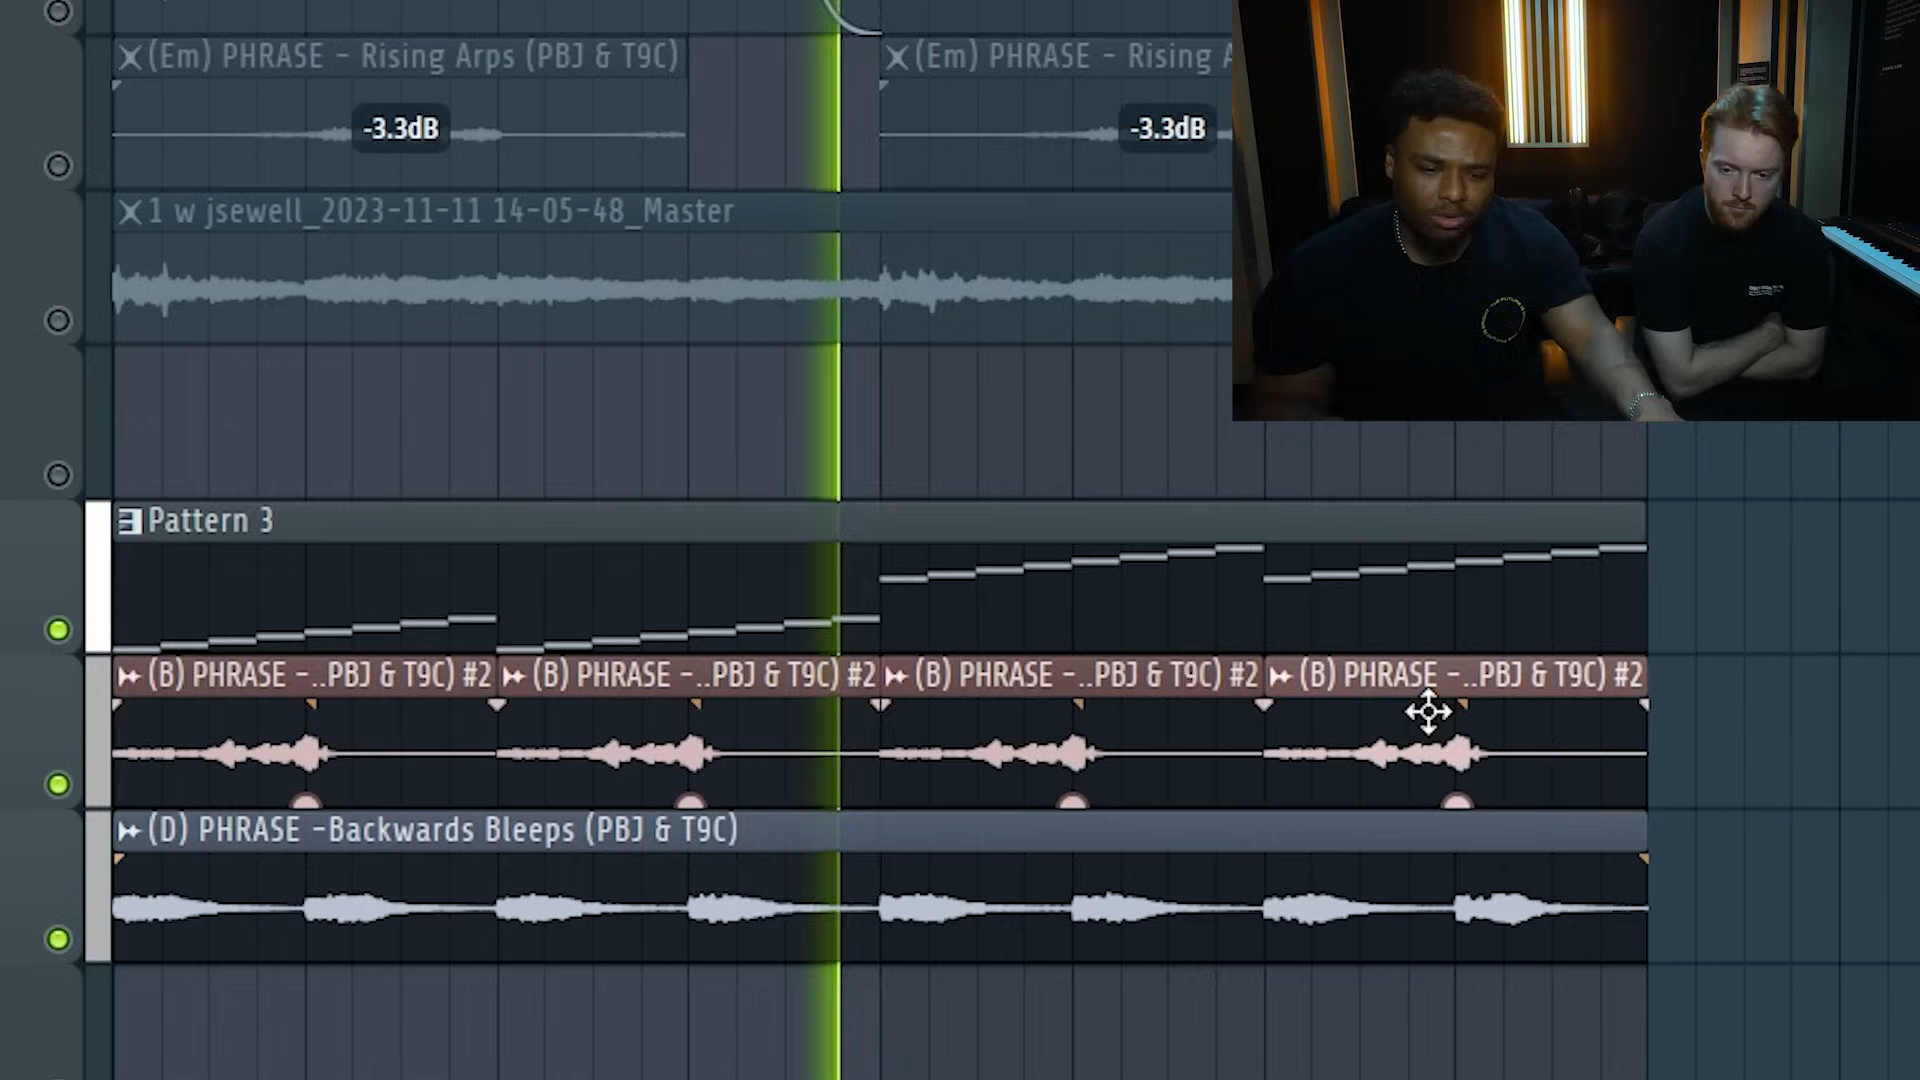 (Em) PHRASE - Rising Arps (PBJ & T9C)
(Em) PHRASE - Rising A
-3.3dB
-3.3dB
1 w jsewell_2023-11-11 14-05-48_Master
Pattern 3
(B) PHRASE -..PBJ & T9C) #2
(B) PHRASE -..PBJ & T9C) #2
(B) PHRASE -..PBJ & T9C) #2
(B) PHRASE -..PBJ & T9C) #2
(D) PHRASE -Backwards Bleeps (PBJ & T9C)